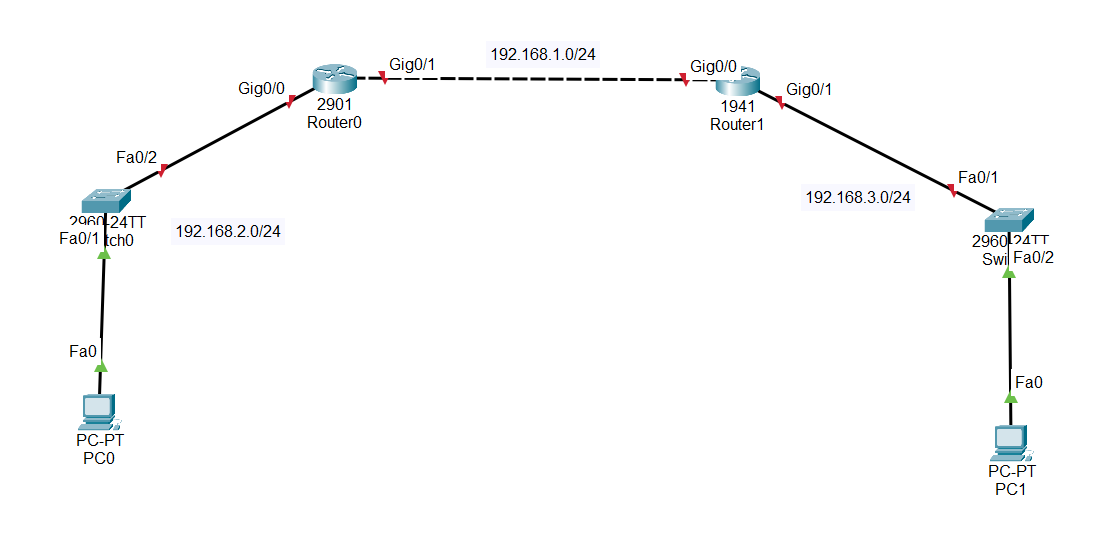 192.168.1.0/24
Gig0/1
Gig0/0
Gig0/0
Gig0/1
2901
Router0
1941
Router1
Fa0/2
Fa0/1
192.168.3.0/24
2960-24TT
tch0
Fa0/1
192.168.2.0/24
2960-24TT
Swi
Fa0/2
Fa0
Fa0
PC-PT
PC0
PC-PT
PC1